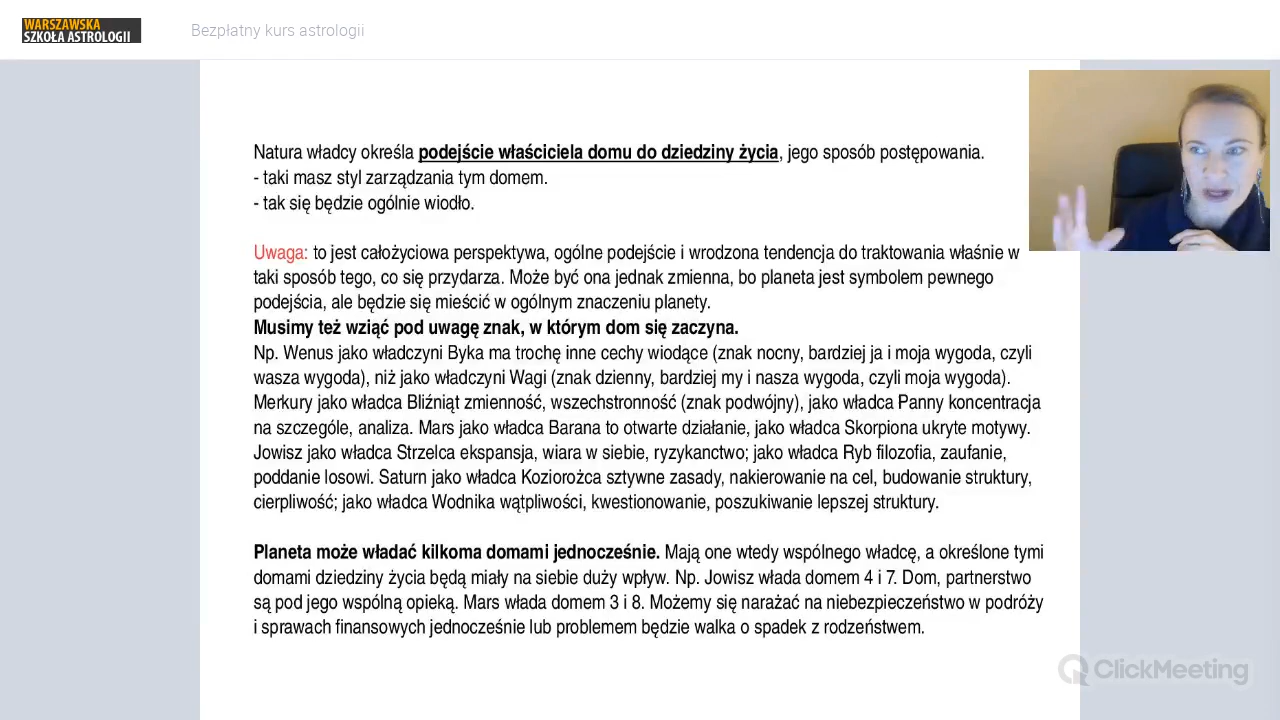 WARSZAWSKA
SZKOŁA ASTROLOGII
Bezpłatny kurs astrologii
Natura władcy określa podejście właściciela domu do dziedziny życia, jego sposób postępowania.
- taki masz styl zarządzania tym domem.
- tak się będzie ogólnie wiodło.
Uwaga: to jest całożyciowa perspektywa, ogólne podejście i wrodzona tendencja do traktowania właśnie w
taki sposób tego, co się przydarza. Może być ona jednak zmienna, bo planeta jest symbolem pewnego
podejścia, ale będzie się mieścić w ogólnym znaczeniu planety.
Musimy też wziąć pod uwagę znak, w którym dom się zaczyna.
Np. Wenus jako władczyni Byka ma trochę inne cechy wiodące (znak nocny, bardziej ja i moja wygoda, czyli
wasza wygoda), niż jako władczyni Wagi (znak dzienny, bardziej my i nasza wygoda, czyli moja wygoda).
Merkury jako władca Bliźniąt zmienność, wszechstronność (znak podwójny), jako władca Panny koncentracja
na szczególe, analiza. Mars jako władca Barana to otwarte działanie, jako władca Skorpiona ukryte motywy.
Jowisz jako władca Strzelca ekspansja, wiara w siebie, ryzykanctwo; jako władca Ryb filozofia, zaufanie,
poddanie losowi. Saturn jako władca Koziorożca sztywne zasady, nakierowanie na cel, budowanie struktury,
cierpliwość; jako władca Wodnika wątpliwości, kwestionowanie, poszukiwanie lepszej struktury.
Planeta może władać kilkoma domami jednocześnie. Mają one wtedy wspólnego władcę, a określone tymi
domami dziedziny życia będą miały na siebie duży wpływ. Np. Jowisz włada domem 4 i 7. Dom, partnerstwo
są pod jego wspólną opieką. Mars włada domem 3 i 8. Możemy się narażać na niebezpieczeństwo w podróży
i sprawach finansowych jednocześnie lub problemem będzie walka o spadek z rodzeństwem.
ClickMeeting